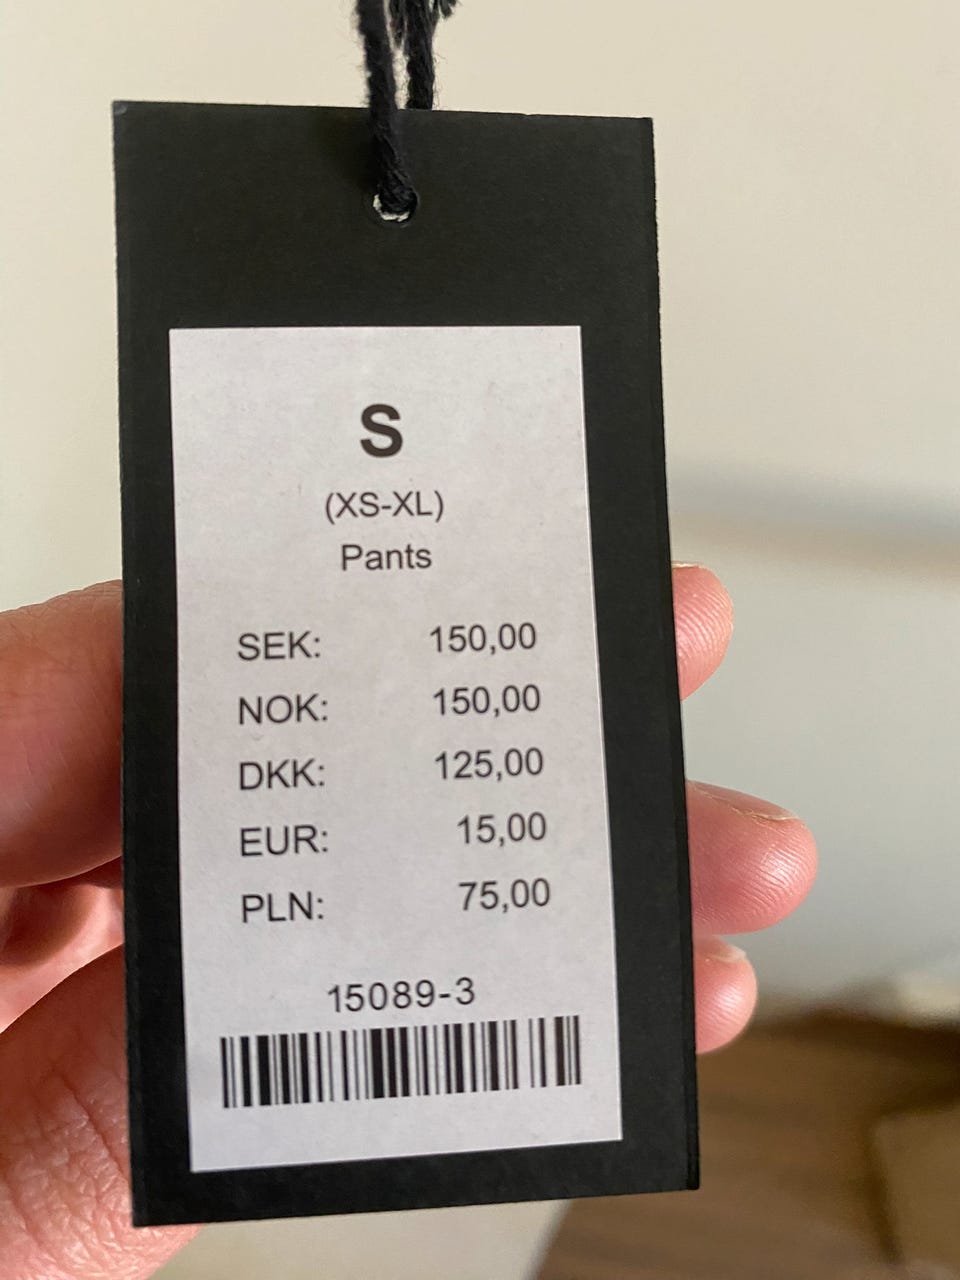 S
(XS-XL)
Pants
SEK: 150,00
NOK: 150,00
DKK: 125,00
EUR: 15,00
PLN: 75,00
15089-3